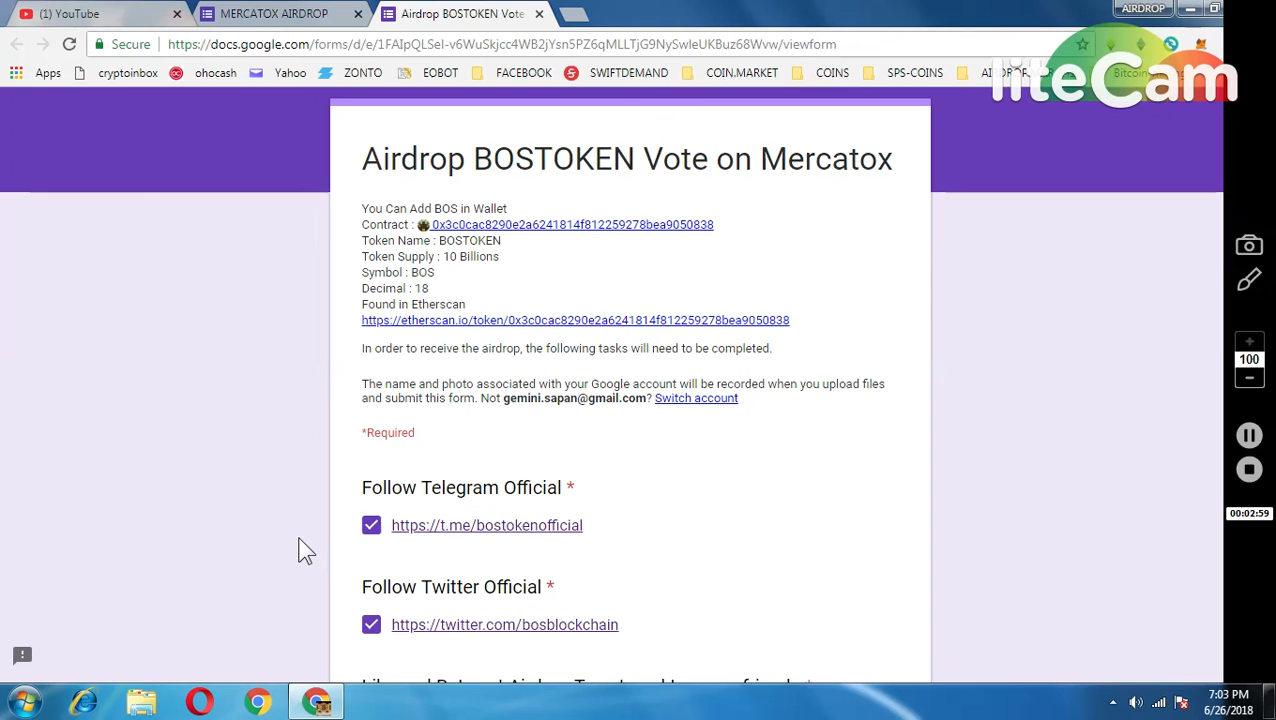 (1) YouTube
MERCATOX AIRDROP
Airdrop BOSTOKEN Vote
AIRDROP
Secure
https://docs.google.com/forms/d/e/1FAIpQLSeI-v6WuSkjcc4WB2jYsn5PZ6qMLLTjG9NySwIeUKBuz68Wvw/viewform
Apps
cryptoinbox
ohocash
Yahoo
EOBOT
FACEBOOK
SWIFTDEMAND
COIN.MARKET
COINS
SPS-COINS
liteCam
Airdrop BOSTOKEN Vote on Mercatox
You Can Add BOS in Wallet
Contract : 0x3c0cac8290e2a6241814f812259278bea9050838
Token Name : BOSTOKEN
Token Supply : 10 Billions
Symbol : BOS
Decimal : 18
Found in Etherscan
https://etherscan.io/token/0x3c0cac8290e2a6241814f812259278bea9050838
In order to receive the airdrop, the following tasks will need to be completed.
The name and photo associated with your Google account will be recorded when you upload files
and submit this form. Not gemini.sapan@gmail.com? Switch account
*Required
Follow Telegram Official *
https://t.me/bostokenofficial
Follow Twitter Official *
https://twitter.com/bosblockchain
100
00:02:59
7:03 PM
6/26/2018